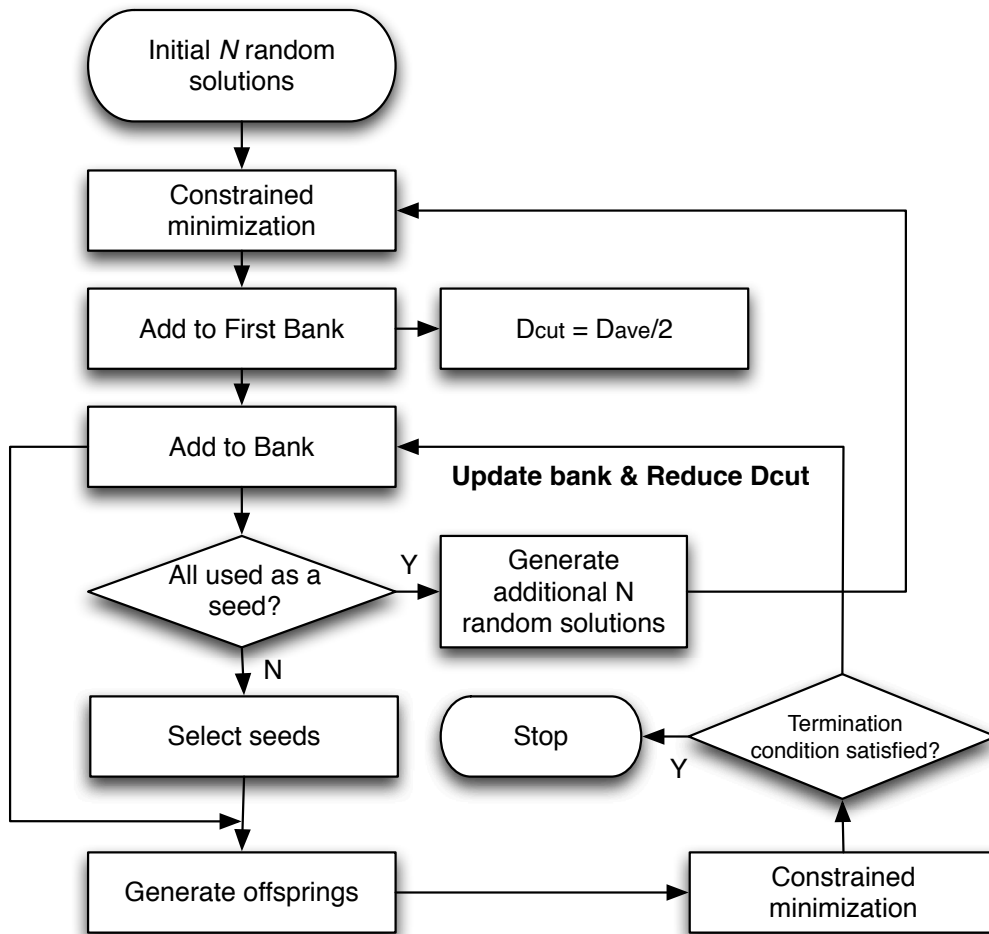 Initial N random
solutions
Constrained
minimization
Add to First Bank
Dcut = Dave/2
Add to Bank
Update bank & Reduce Dcut
All used as a
seed?
Y
Generate
additional N
random solutions
N
Select seeds
Stop
Y
Termination
condition satisfied?
Generate offsprings
Constrained
minimization